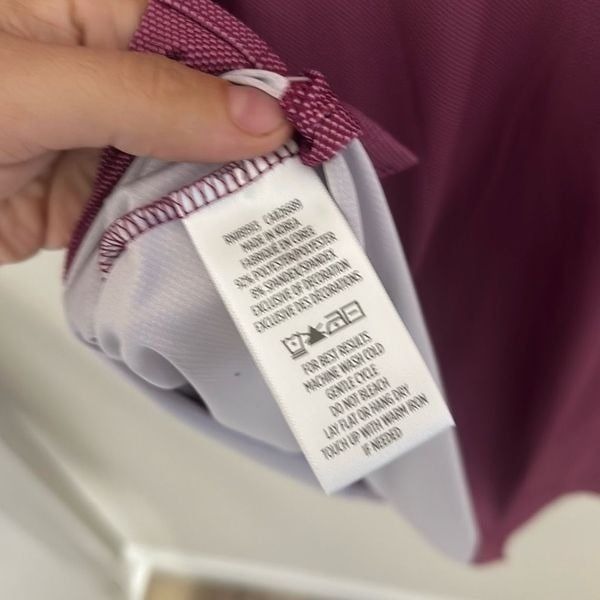 MADE IN KOREA
FABRIQUE EN COREE
92% POLYESTER/POLYESTER
8% SPANDEX/SPANDEX
EXCLUSIVE OF DECORATION
EXCLUSIVE DES DÉCORATIONS
FOR BEST RESULTS
MACHINE WASH COLD
GENTLE CYCLE
DO NOT BLEACH
LAY FLAT OR HANG DRY
TOUCH UP WITH WARM IRON
IF NEEDED